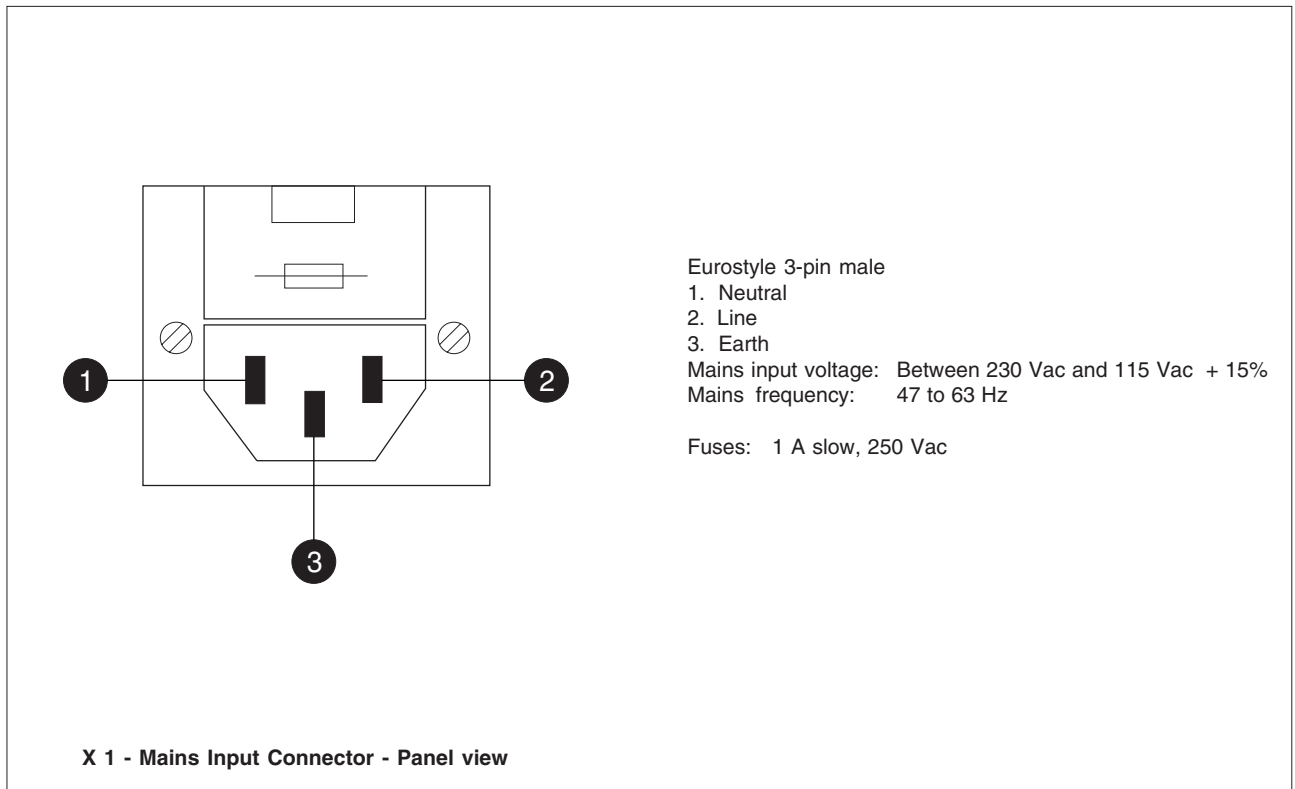 1
2
3
Eurostyle 3-pin male
1. Neutral
2. Line
3. Earth
Mains input voltage: Between 230 Vac and 115 Vac + 15%
Mains frequency: 47 to 63 Hz
Fuses: 1 A slow, 250 Vac
X 1 - Mains Input Connector - Panel view